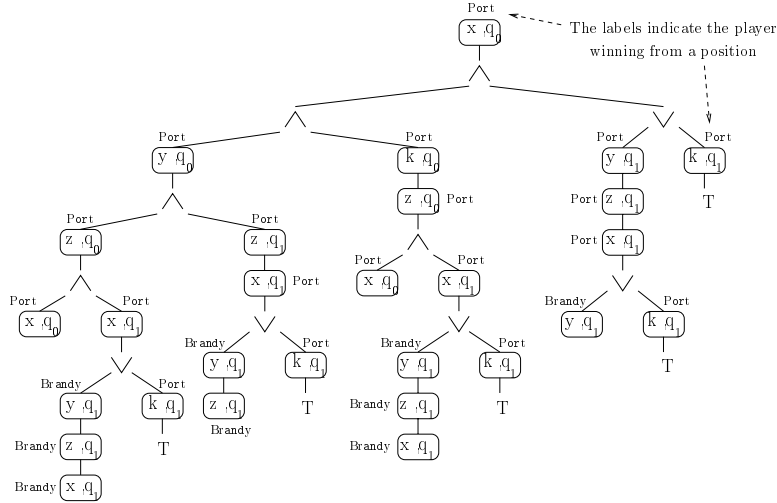 Port
The labels indicate the player
x ,q0
winning from a position
Port Port Port Port
y ,q0 k ,q0 y ,q1 k ,q1
z ,q0 Port Port z ,q1 T
Port Port
z ,q0 z ,q1 Port x ,q1
Port Port
x ,q1 Port x ,q0 x ,q1
Port Port Brandy Port
x ,q0 x ,q1 y ,q1 k ,q1
Brandy Port Brandy Port
y ,q1 k ,q1 y ,q1 k ,q1 T
Brandy Port
y ,q1 k ,q1 z ,q1 T Brandy z ,q1 T
Brandy
Brandy z ,q1 T Brandy x ,q1
Brandy x ,q1